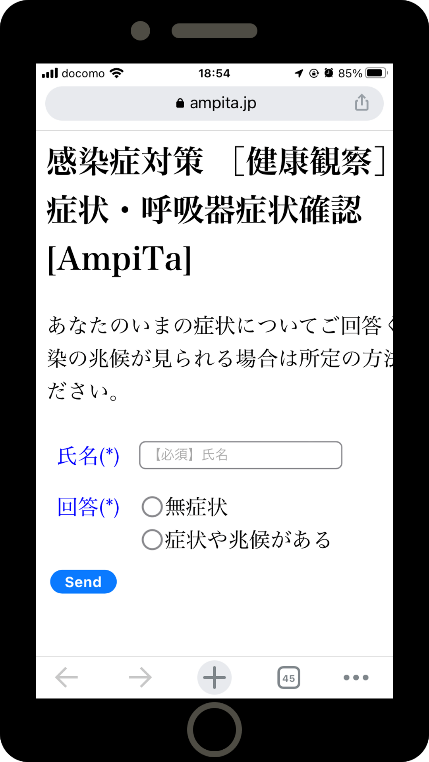 docomo 18:54 85%
ampita.jp
感染症対策 [健康観察]
症状・呼吸器症状確認
[AmpiTa]
あなたのいまの症状についてご回答く
染の兆候が見られる場合は所定の方法
ださい。
氏名(*) 【必須】氏名
回答(*) 無症状
症状や兆候がある
Send
45